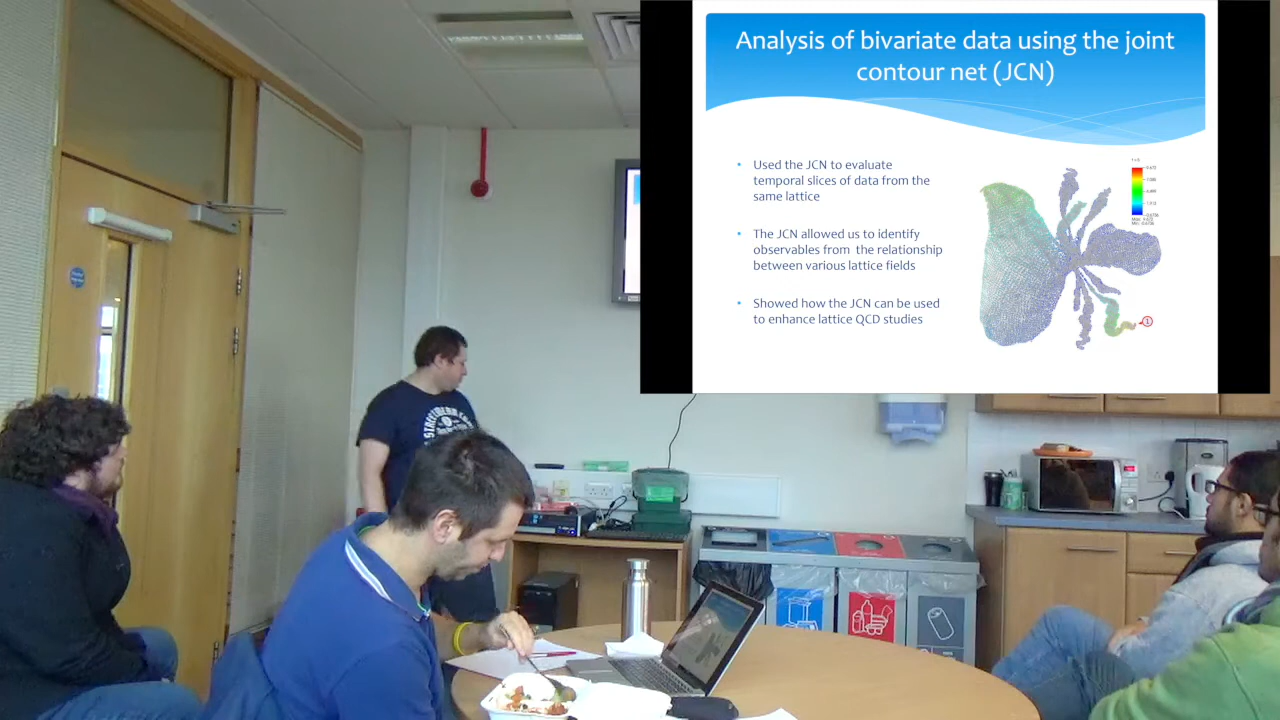 Analysis of bivariate data using the joint
contour net (JCN)
• Used the JCN to evaluate
temporal slices of data from the
same lattice
• The JCN allowed us to identify
observables from the relationship
between various lattice fields
• Showed how the JCN can be used
to enhance lattice QCD studies
1